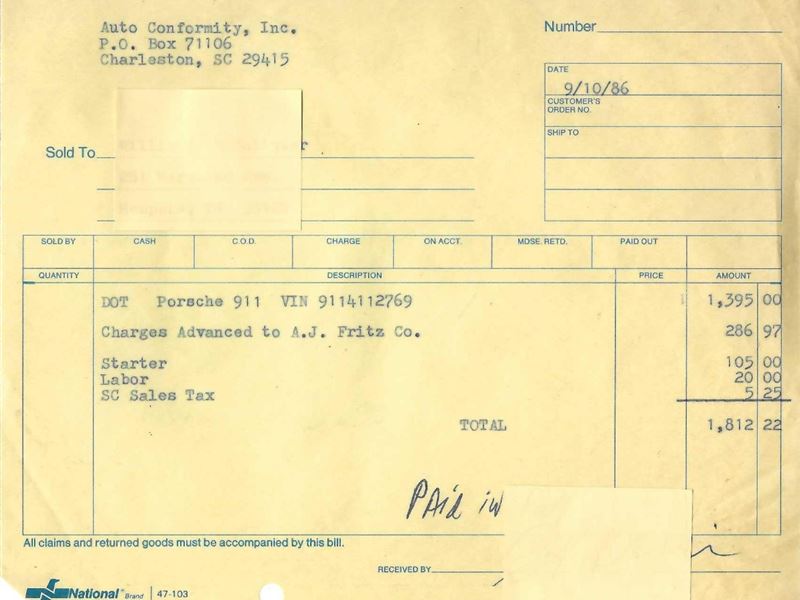 Auto Conformity, Inc.
P.O. Box 71106
Charleston, SC 29415
Number
DATE
9/10/86
CUSTOMER'S
ORDER NO.
SHIP TO
Sold To
SOLD BY CASH C.O.D. CHARGE ON ACCT. MDSE. RETD. PAID OUT
QUANTITY DESCRIPTION PRICE AMOUNT
DOT Porsche 911 VIN 9114112769 1,395 00
Charges Advanced to A.J. Fritz Co. 286 97
Starter 105 00
Labor 20 00
SC Sales Tax 5 25
TOTAL 1,812 22
PAid in
All claims and returned goods must be accompanied by this bill.
RECEIVED BY
National Brand 47-103